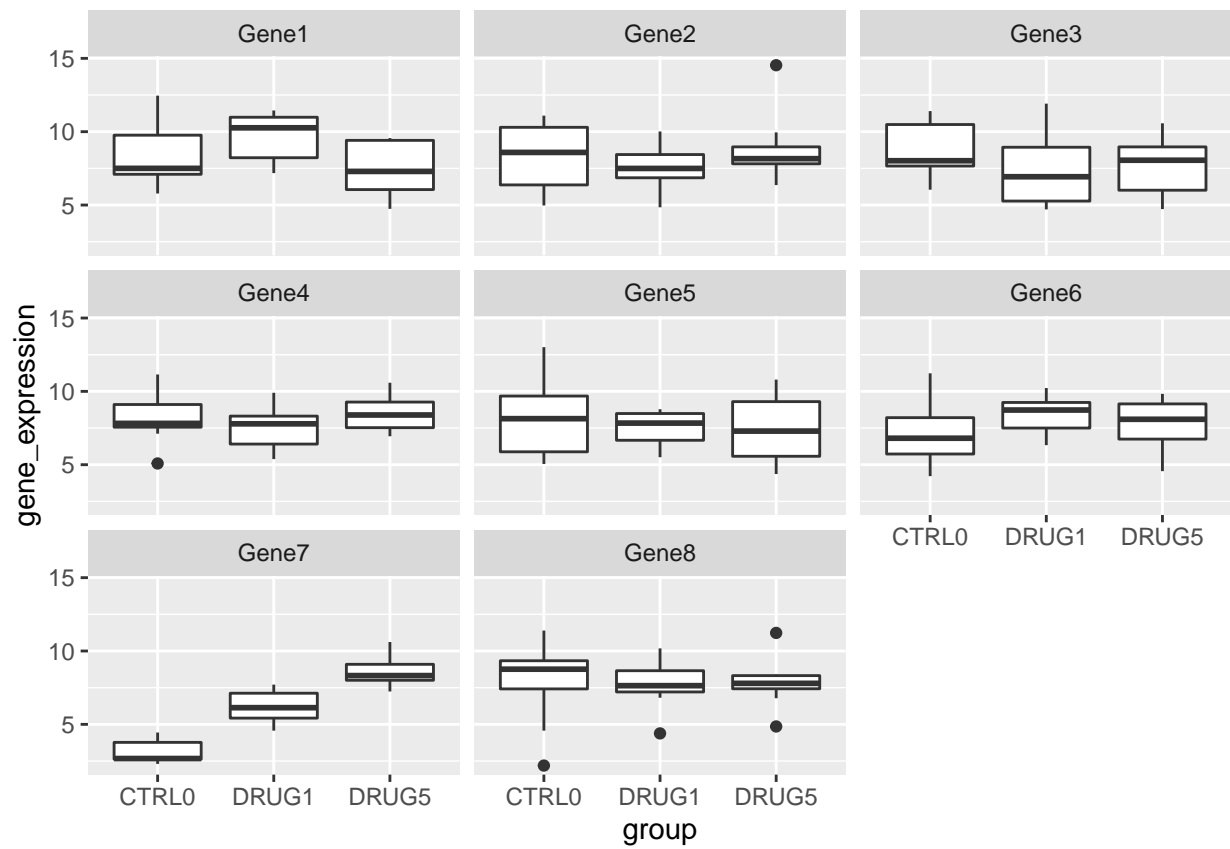 Gene1 Gene2 Gene3
15
10
5
Gene4 Gene5 Gene6
15
10
5
gene_expression
CTRL0 DRUG1 DRUG5
Gene7 Gene8
15
10
5
CTRL0 DRUG1 DRUG5 CTRL0 DRUG1 DRUG5
group